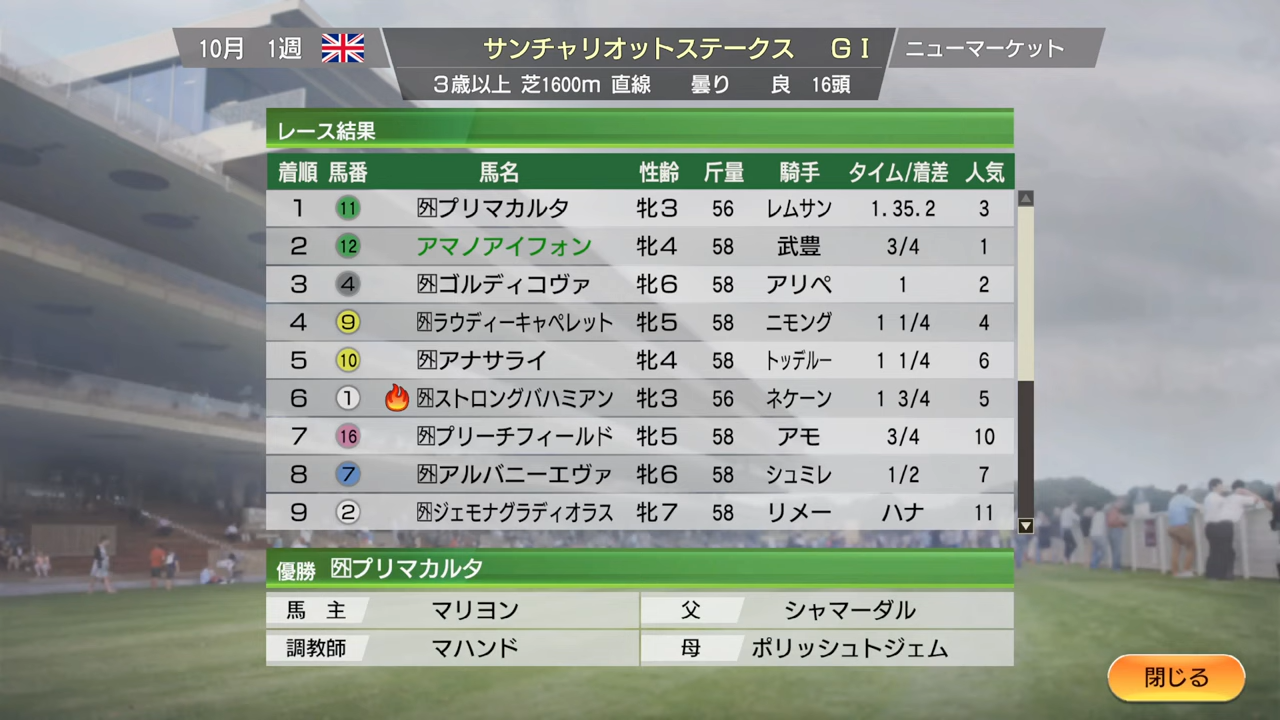 10月 1週 サンチャリオットステークス GⅠ ニューマーケット
3歳以上 芝1600m 直線 曇り 良 16頭
レース結果
着順 馬番 馬名 性齢 斤量 騎手 タイム/着差 人気
1 11 外プリマカルタ 牝3 56 レムサン 1.35.2 3
2 12 アマノアイフォン 牝4 58 武豊 3/4 1
3 4 外ゴルディコヴァ 牝6 58 アリペ 1 2
4 9 外ラウディーキャペレット 牝5 58 ニモング 1 1/4 4
5 10 外アナサライ 牝4 58 トッデルー 1 1/4 6
6 1 外ストロングバハミアン 牝3 56 ネケーン 1 3/4 5
7 16 外プリーチフィールド 牝5 58 アモ 3/4 10
8 7 外アルバニーエヴァ 牝6 58 シュミレ 1/2 7
9 2 外ジェモナグラディオラス 牝7 58 リメー ハナ 11
優勝 外プリマカルタ
馬主 マリヨン 父 シャマーダル
調教師 マハンド 母 ポリッシュトジェム
閉じる